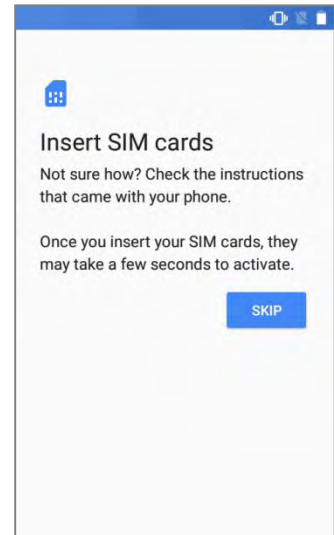 Insert SIM cards
Not sure how? Check the instructions
that came with your phone.
Once you insert your SIM cards, they
may take a few seconds to activate.
SKIP